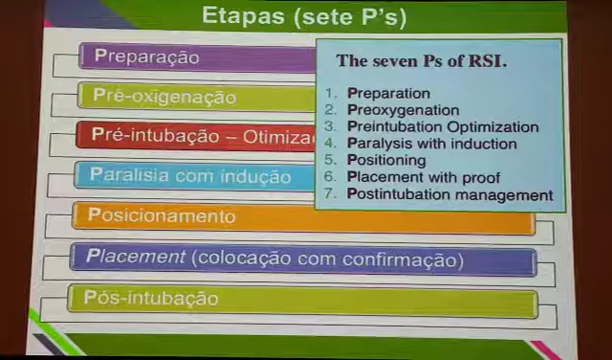 Etapas (sete P's)
Preparação
Pré-oxigenação
Pré-intubação – Otimiza
Paralisia com indução
Posicionamento
Placement (colocação com confirmação)
Pós-intubação
The seven Ps of RSI.
1. Preparation
2. Preoxygenation
3. Preintubation Optimization
4. Paralysis with induction
5. Positioning
6. Placement with proof
7. Postintubation management